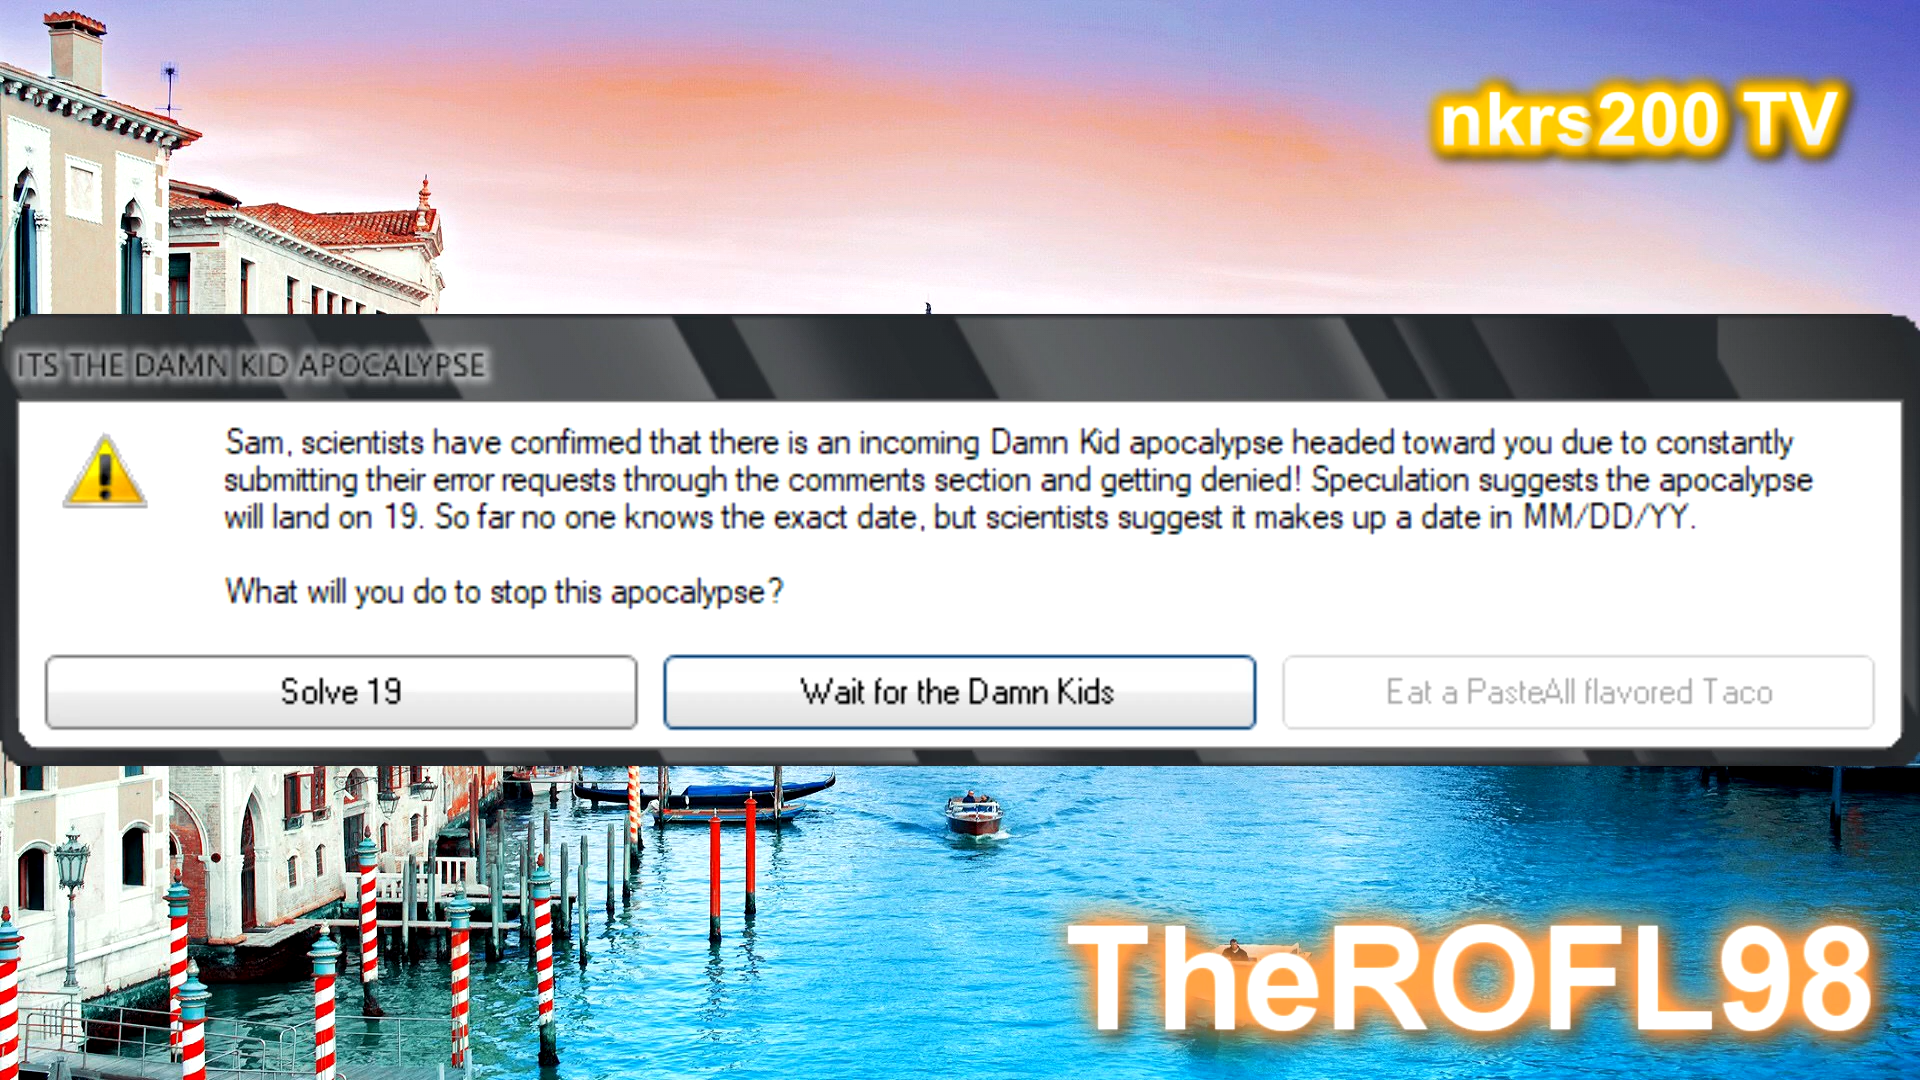 nkrs200 TV
ITS THE DAMN KID APOCALYPSE
Sam, scientists have confirmed that there is an incoming Damn Kid apocalypse headed toward you due to constantly
submitting their error requests through the comments section and getting denied! Speculation suggests the apocalypse
will land on 19. So far no one knows the exact date, but scientists suggest it makes up a date in MM/DD/YY.
What will you do to stop this apocalypse?
Solve 19
Wait for the Damn Kids
Eat a PasteAll flavored Taco
TheROFL98